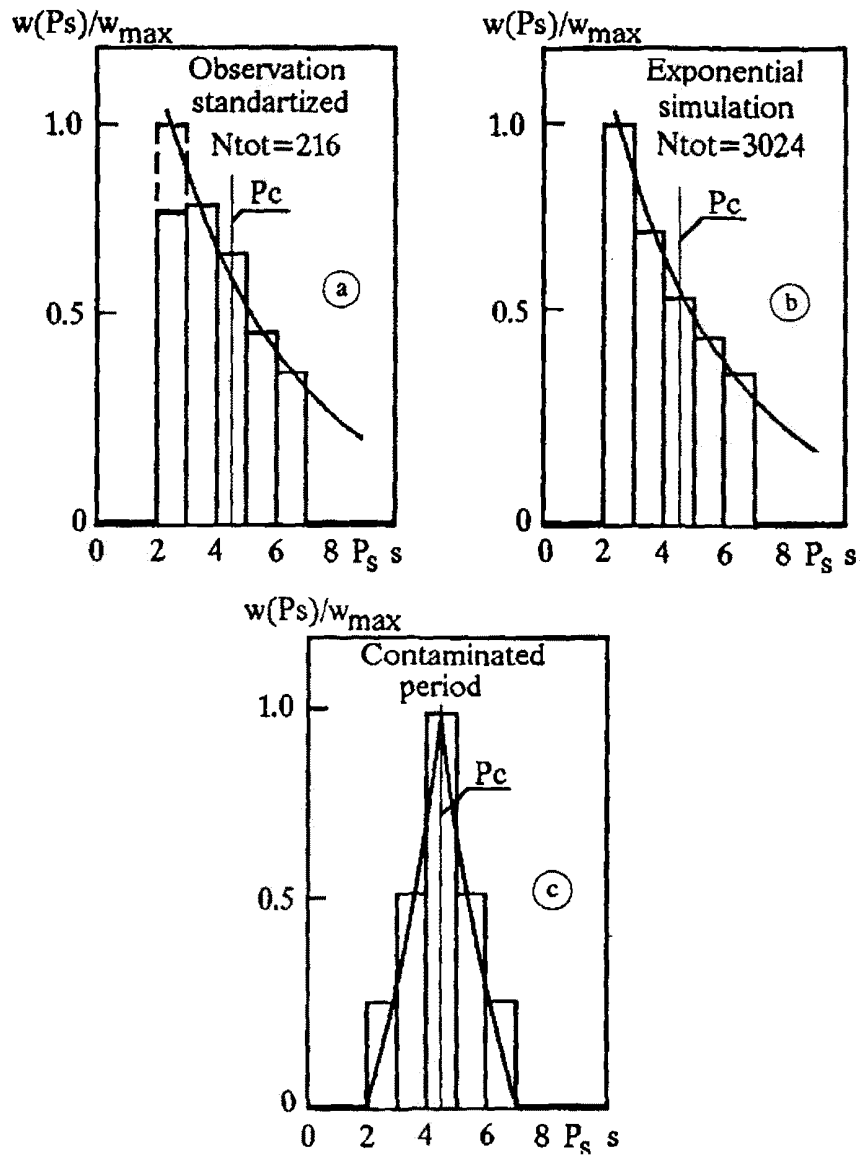 w(Ps)/wmax
Observation
standartized
Ntot=216
Pc
a
1.0
0.5
0
0 2 4 6 8 Ps s
w(Ps)/wmax
Exponential
simulation
Ntot=3024
Pc
b
1.0
0.5
0
0 2 4 6 8 Ps s
w(Ps)/wmax
Contaminated
period
Pc
c
1.0
0.5
0
0 2 4 6 8 Ps s